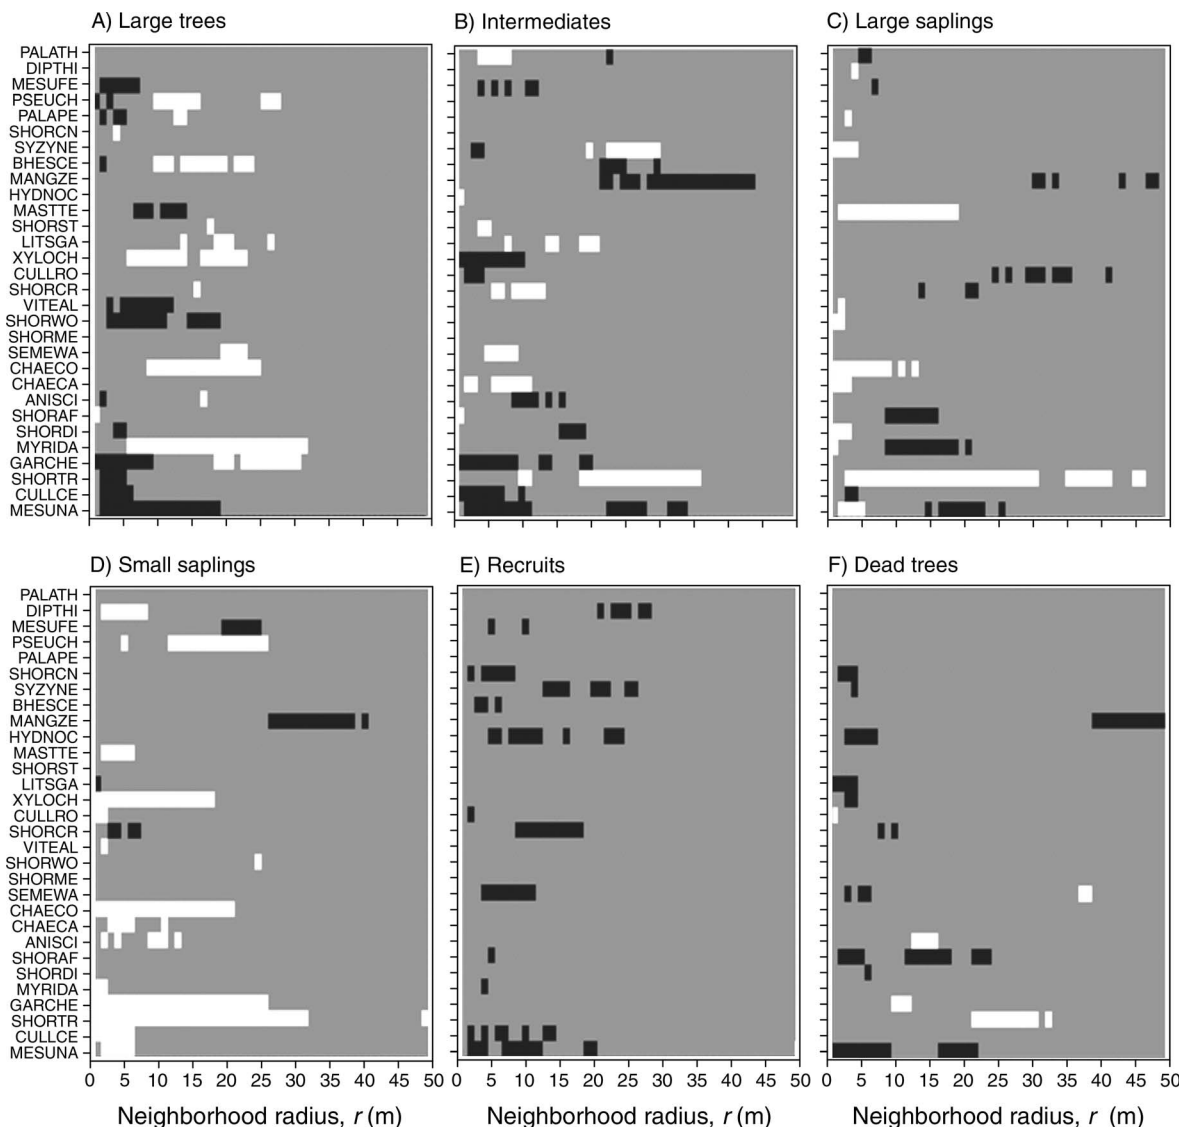 A) Large trees
B) Intermediates
C) Large saplings
PALATH
DIPTHI
MESUFE
PSEUCH
PALAPE
SHORCN
SYZYNE
BHESCE
MANGZE
HYDNOC
MASTTE
SHORST
LITSGA
XYLOCH
CULLRO
SHORCR
VITEAL
SHORWO
SHORME
SEMEWA
CHAECO
CHAECA
ANISCI
SHORAF
SHORDI
MYRIDA
GARCHE
SHORTR
CULLCE
MESUNA
D) Small saplings
E) Recruits
F) Dead trees
PALATH
DIPTHI
MESUFE
PSEUCH
PALAPE
SHORCN
SYZYNE
BHESCE
MANGZE
HYDNOC
MASTTE
SHORST
LITSGA
XYLOCH
CULLRO
SHORCR
VITEAL
SHORWO
SHORME
SEMEWA
CHAECO
CHAECA
ANISCI
SHORAF
SHORDI
MYRIDA
GARCHE
SHORTR
CULLCE
MESUNA
0 5 10 15 20 25 30 35 40 45 50
0 5 10 15 20 25 30 35 40 45
0 5 10 15 20 25 30 35 40 45 50
Neighborhood radius, r (m)
Neighborhood radius, r (m)
Neighborhood radius, r (m)